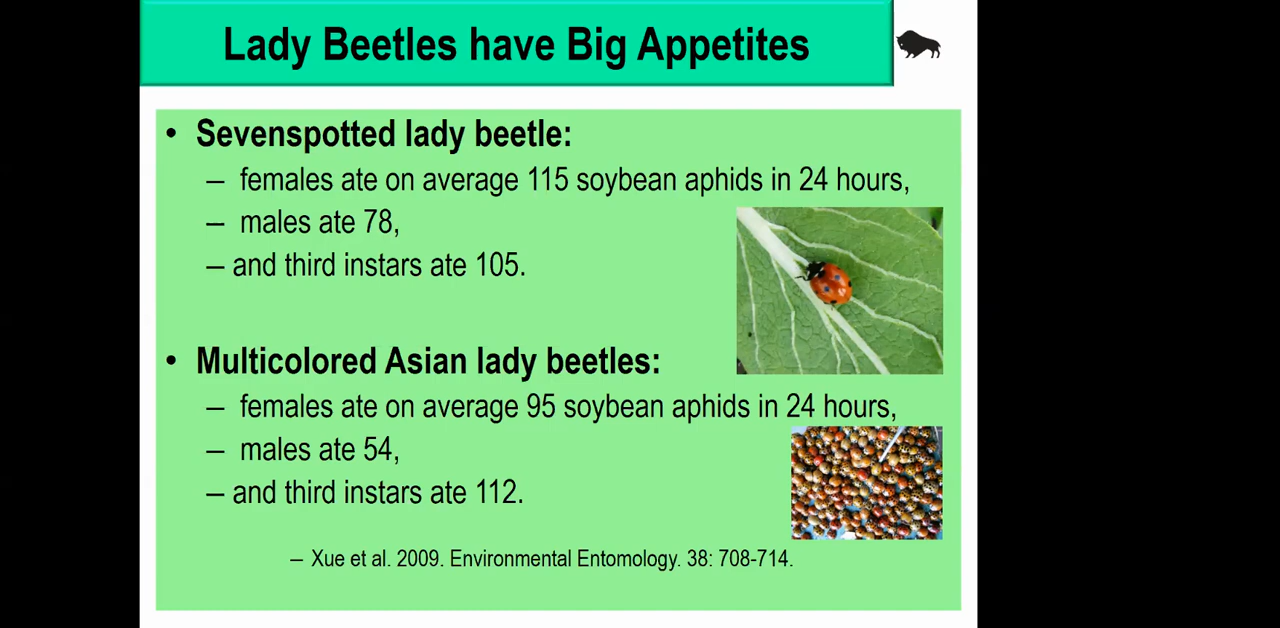 Lady Beetles have Big Appetites
• Sevenspotted lady beetle:
– females ate on average 115 soybean aphids in 24 hours,
– males ate 78,
– and third instars ate 105.
• Multicolored Asian lady beetles:
– females ate on average 95 soybean aphids in 24 hours,
– males ate 54,
– and third instars ate 112.
– Xue et al. 2009. Environmental Entomology. 38: 708-714.